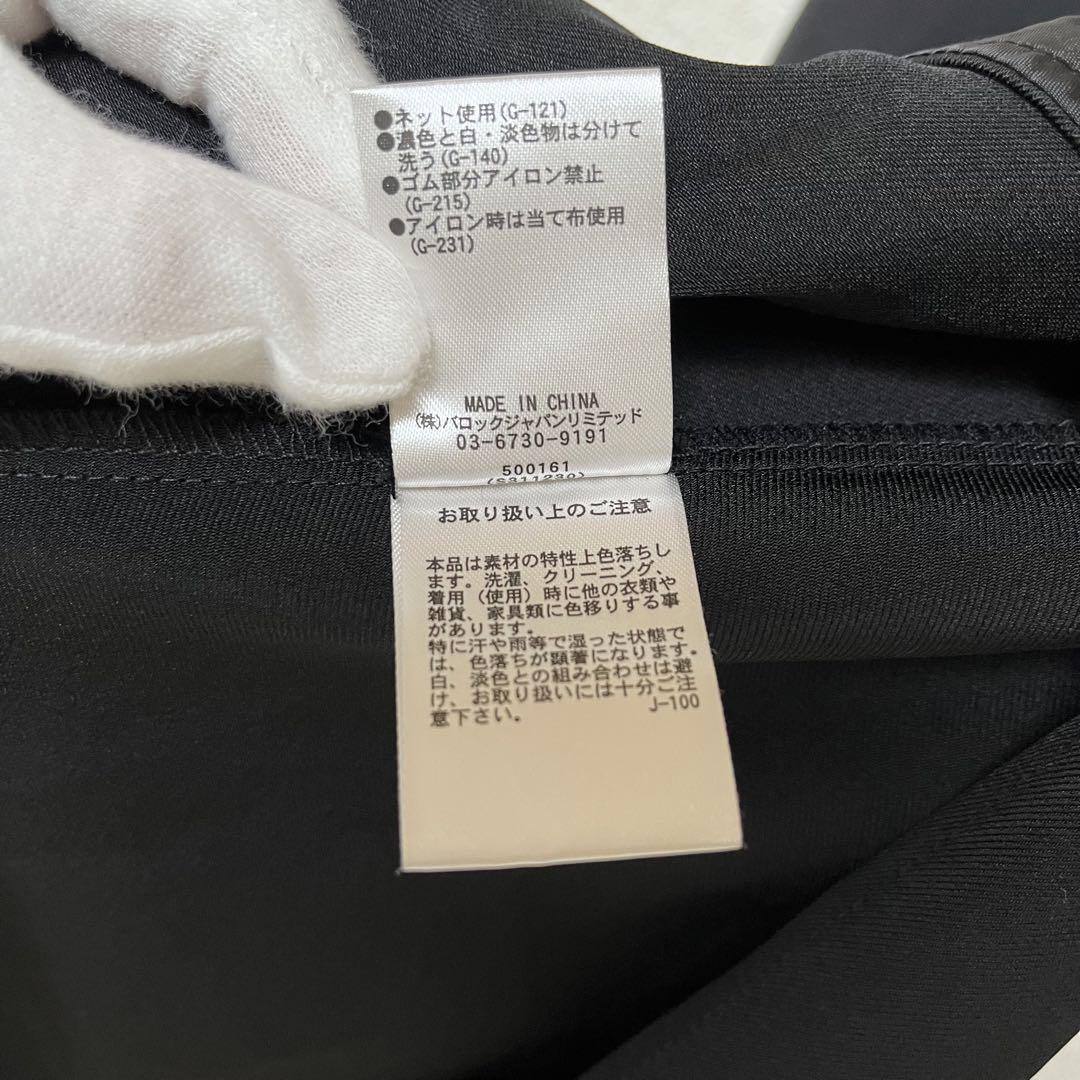 ●ネット使用(G-121)
●濃色と白・淡色物は分けて
洗う(G-140)
●ゴム部分アイロン禁止
(G-215)
●アイロン時は当て布使用
(G-231)
MADE IN CHINA
(株)バロックジャパンリミテッド
03-6730-9191
500161
(S311230)
お取り扱い上のご注意
本品は素材の特性上色落ちし
ます。洗濯、クリーニング、
着用（使用）時に他の衣類や
雑貨、家具類に色移りする事
があります。
特に汗や雨等で湿った状態で
は、色落ちが顕著になります。
白、淡色との組み合わせは避
け、お取り扱いには十分ご注
意下さい。
J-100